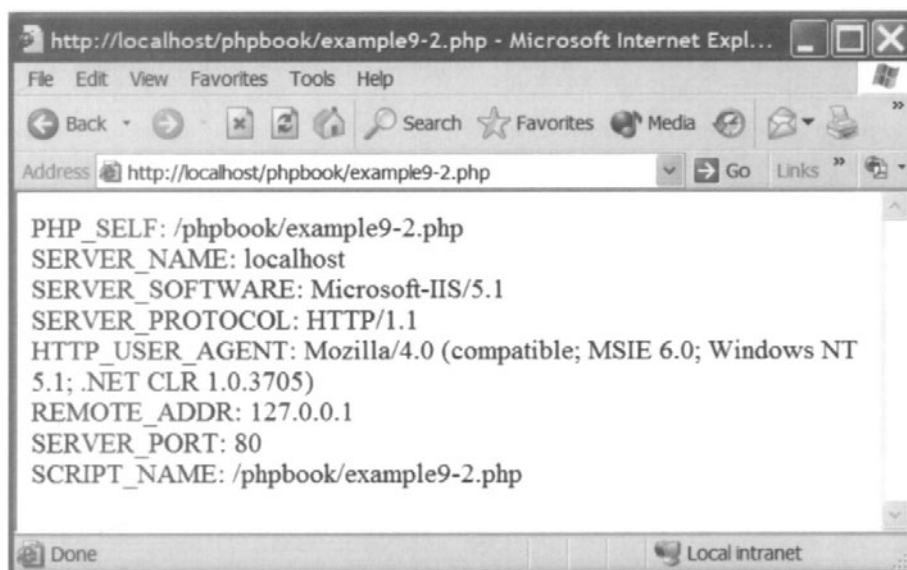 http://localhost/phpbook/example9-2.php - Microsoft Internet Expl...
File Edit View Favorites Tools Help
Back Search Favorites Media »
Address http://localhost/phpbook/example9-2.php Go Links »
PHP_SELF: /phpbook/example9-2.php
SERVER_NAME: localhost
SERVER_SOFTWARE: Microsoft-IIS/5.1
SERVER_PROTOCOL: HTTP/1.1
HTTP_USER_AGENT: Mozilla/4.0 (compatible; MSIE 6.0; Windows NT
5.1; .NET CLR 1.0.3705)
REMOTE_ADDR: 127.0.0.1
SERVER_PORT: 80
SCRIPT_NAME: /phpbook/example9-2.php
Done Local intranet